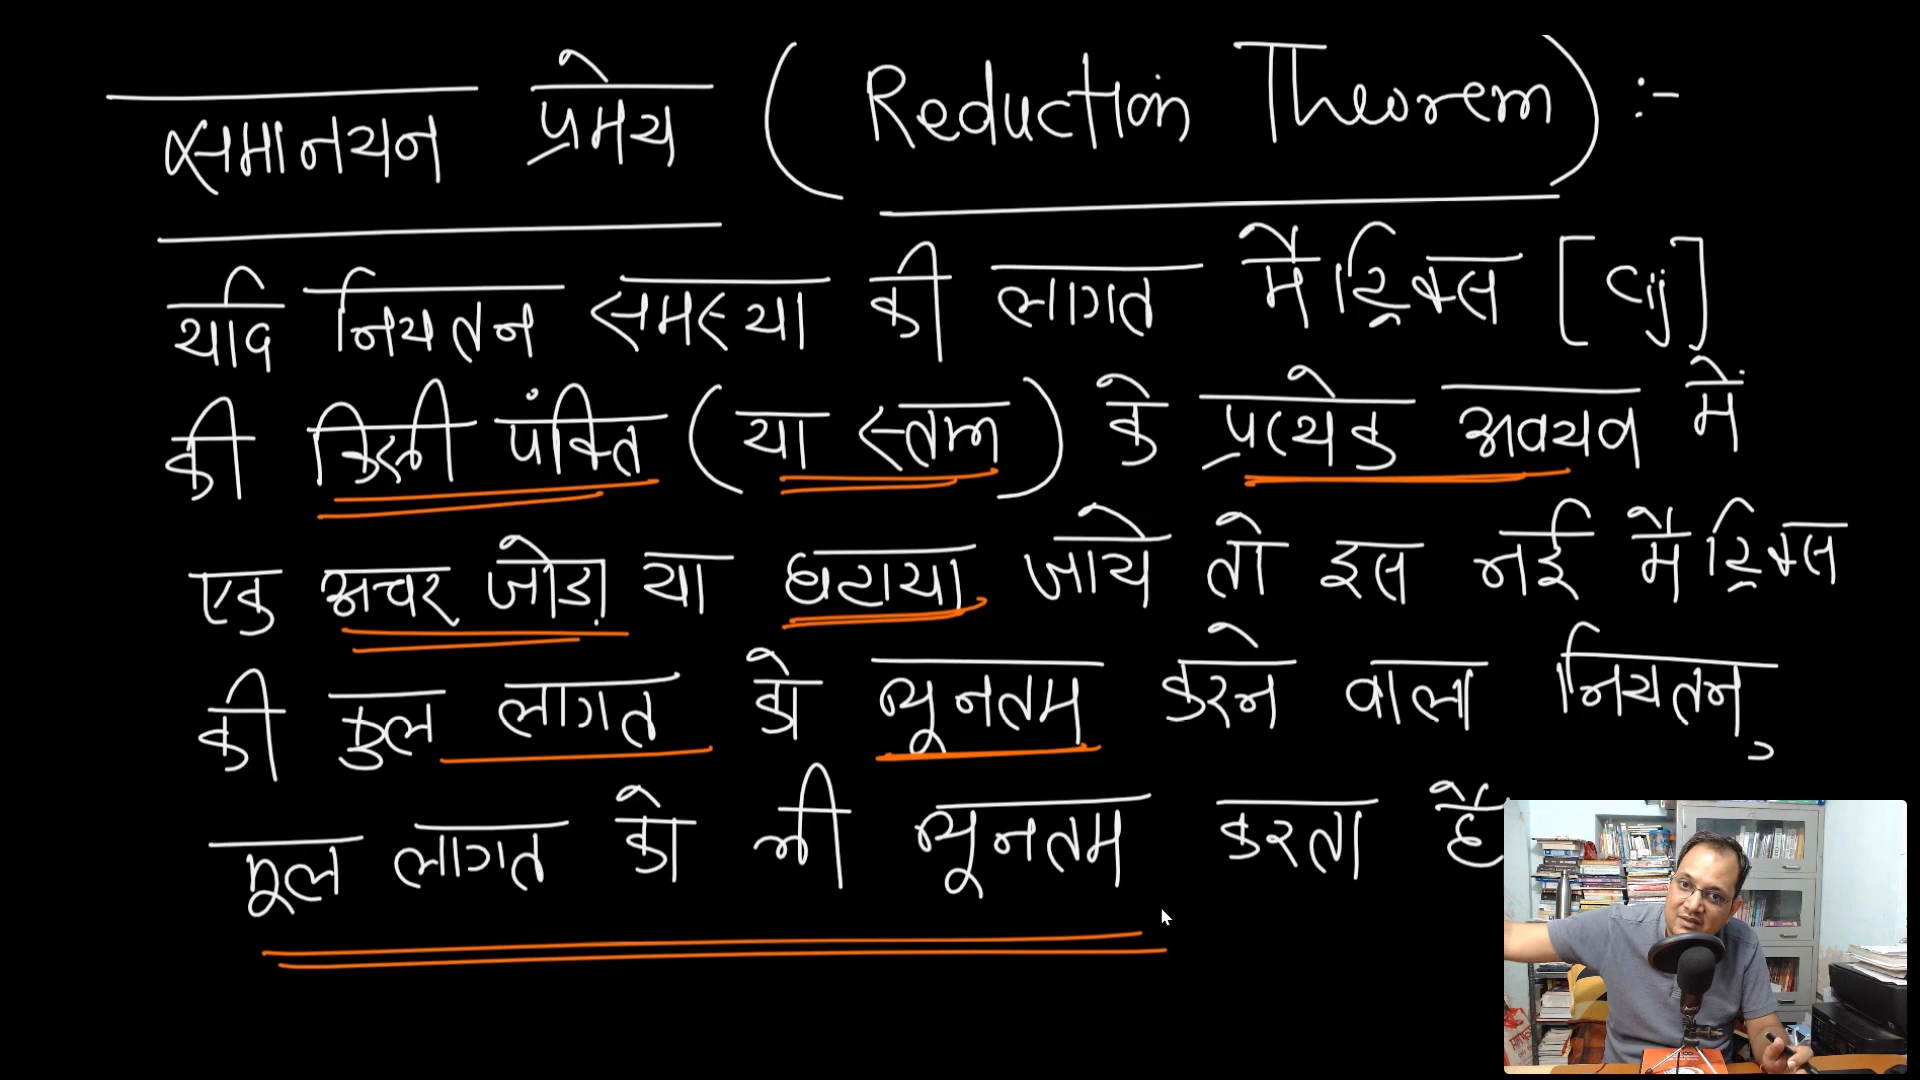 समानयन प्रमेय (Reduction Theorem) :-
यदि नियतन समस्या की लागत मैट्रिक्स [Cij]
की किसी पंक्ति (या स्तम्भ) के प्रत्येक अवयव में
एक अचर जोडा या घटाया जाये तो इस नई मैट्रिक्स
की कुल लागत को न्यूनतम करने वाला नियतन,
मूल लागत को भी न्यूनतम करता है